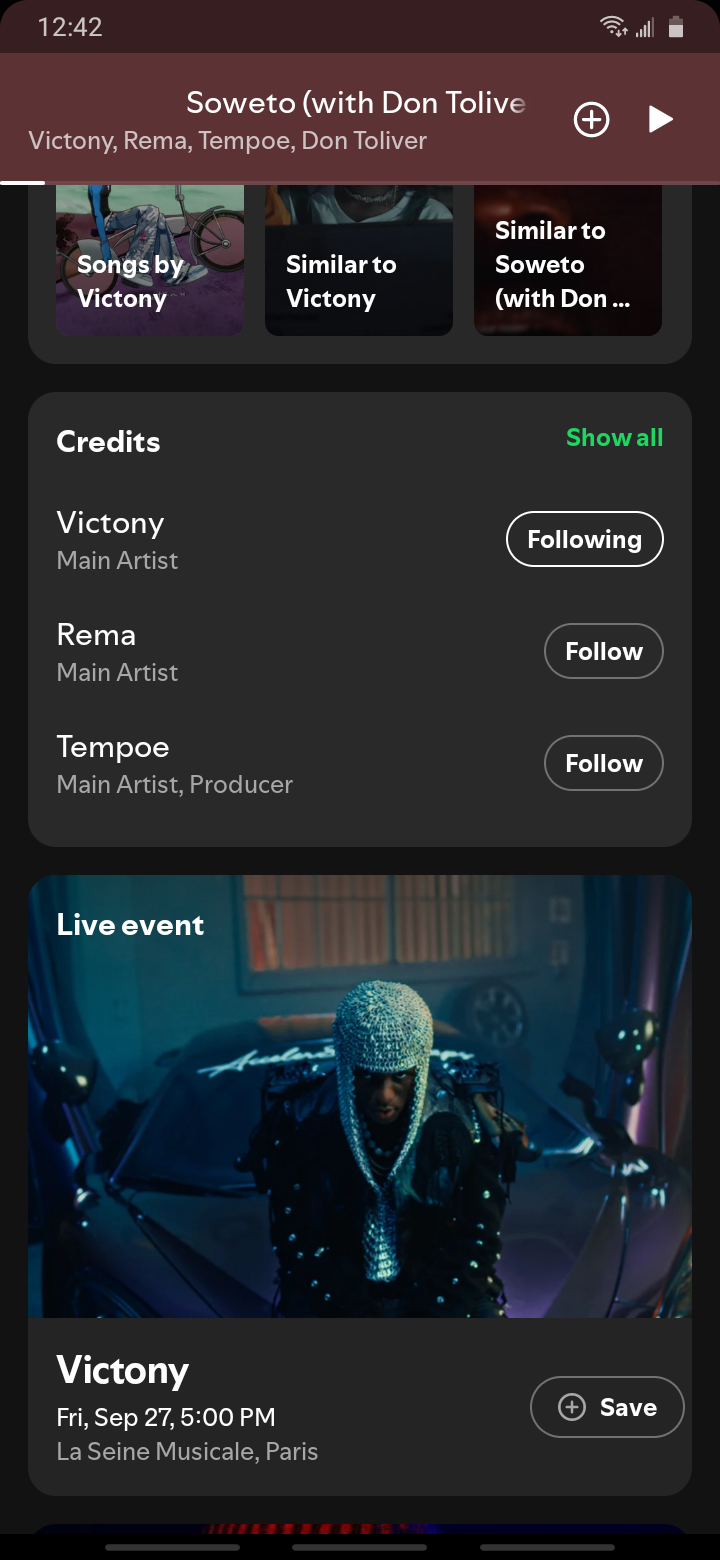 12:42
Soweto (with Don Tolive
Victony, Rema, Tempoe, Don Toliver
Songs by
Victony
Similar to
Victony
Similar to
Soweto
(with Don ...
Credits
Show all
Victony
Main Artist
Following
Rema
Main Artist
Follow
Tempoe
Main Artist, Producer
Follow
Live event
Victony
Fri, Sep 27, 5:00 PM
La Seine Musicale, Paris
Save